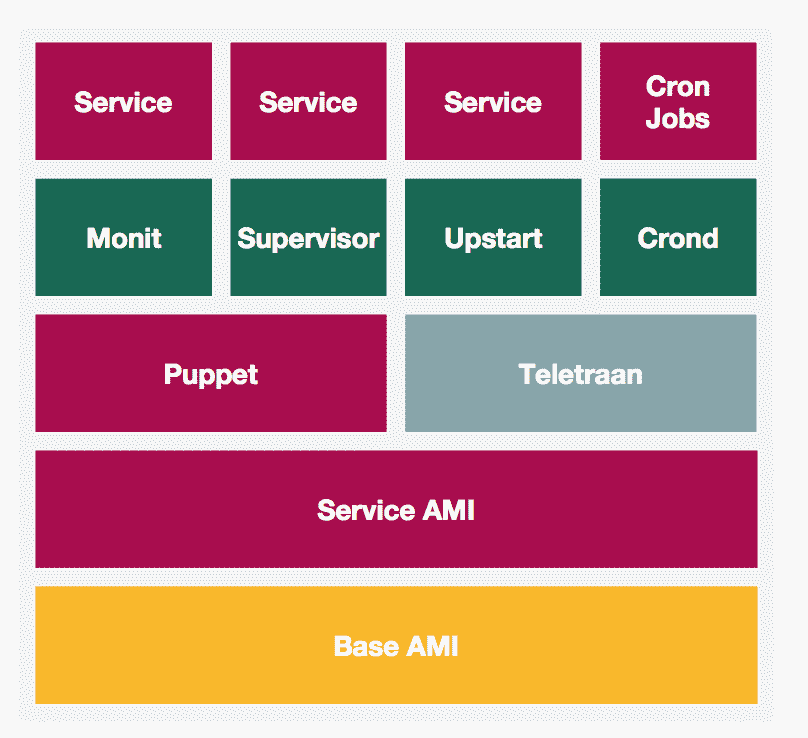 Service
Service
Service
Cron
Jobs
Monit
Supervisor
Upstart
Crond
Puppet
Teletraan
Service AMI
Base AMI